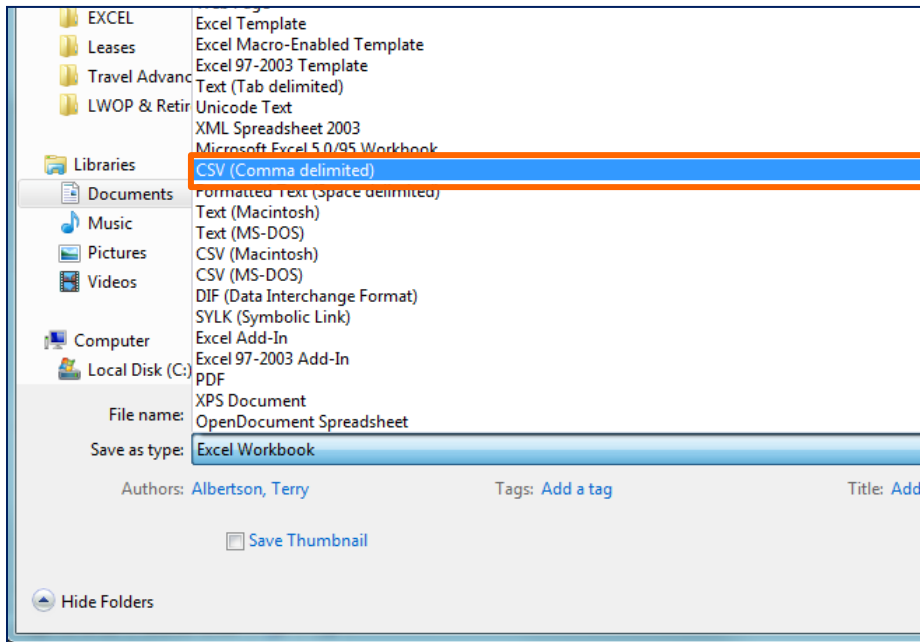 EXCEL
Leases
Travel Advanc
LWOP & Retir
Libraries
Documents
Music
Pictures
Videos
Computer
Local Disk (C:)
Excel Template
Excel Macro-Enabled Template
Excel 97-2003 Template
Text (Tab delimited)
Unicode Text
XML Spreadsheet 2003
Microsoft Excel 5.0/95 Workbook
CSV (Comma delimited)
Formatted Text (Space delimited)
Text (Macintosh)
Text (MS-DOS)
CSV (Macintosh)
CSV (MS-DOS)
DIF (Data Interchange Format)
SYLK (Symbolic Link)
Excel Add-In
Excel 97-2003 Add-In
PDF
XPS Document
OpenDocument Spreadsheet
File name:
Save as type: Excel Workbook
Authors: Albertson, Terry Tags: Add a tag Title: Add
Save Thumbnail
Hide Folders